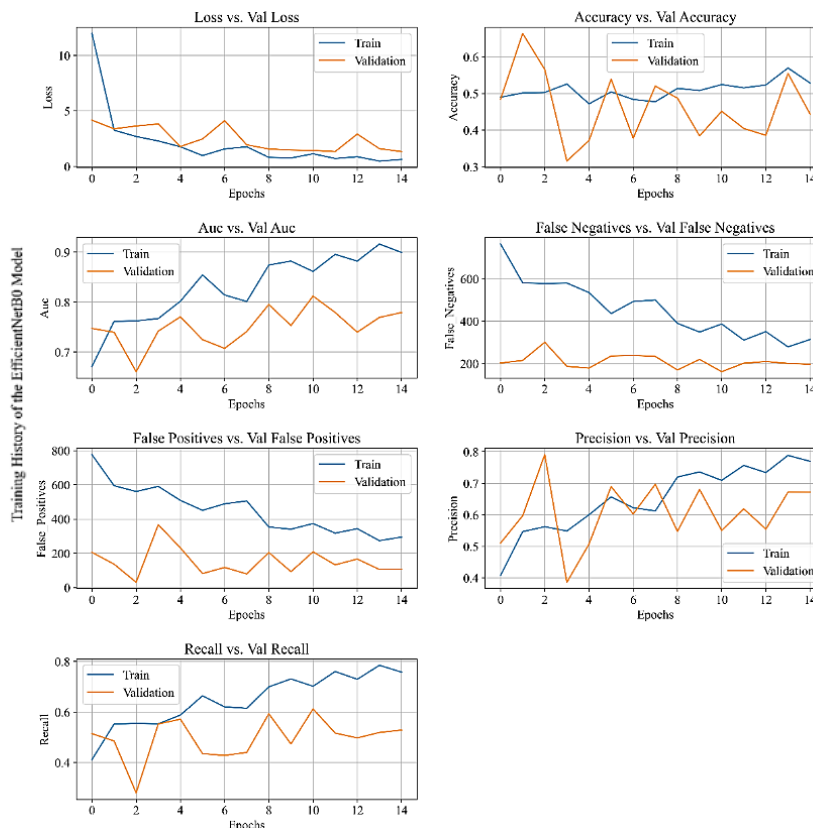 Training History of the EfficientNetB0 Model
Loss vs. Val Loss
Loss
10
5
0
Train
Validation
0 2 4 6 8 10 12 14
Epochs
Accuracy vs. Val Accuracy
Accuracy
0.6
0.5
0.4
0.3
Train
Validation
0 2 4 6 8 10 12 14
Epochs
Auc vs. Val Auc
Auc
0.9
0.8
0.7
Train
Validation
0 2 4 6 8 10 12 14
Epochs
False Negatives vs. Val False Negatives
False Negatives
600
400
200
Train
Validation
0 2 4 6 8 10 12 14
Epochs
False Positives vs. Val False Positives
False Positives
800
600
400
200
0
Train
Validation
0 2 4 6 8 10 12 14
Epochs
Precision vs. Val Precision
Precision
0.8
0.7
0.6
0.5
0.4
Train
Validation
0 2 4 6 8 10 12 14
Epochs
Recall vs. Val Recall
Recall
0.8
0.6
0.4
Train
Validation
0 2 4 6 8 10 12 14
Epochs